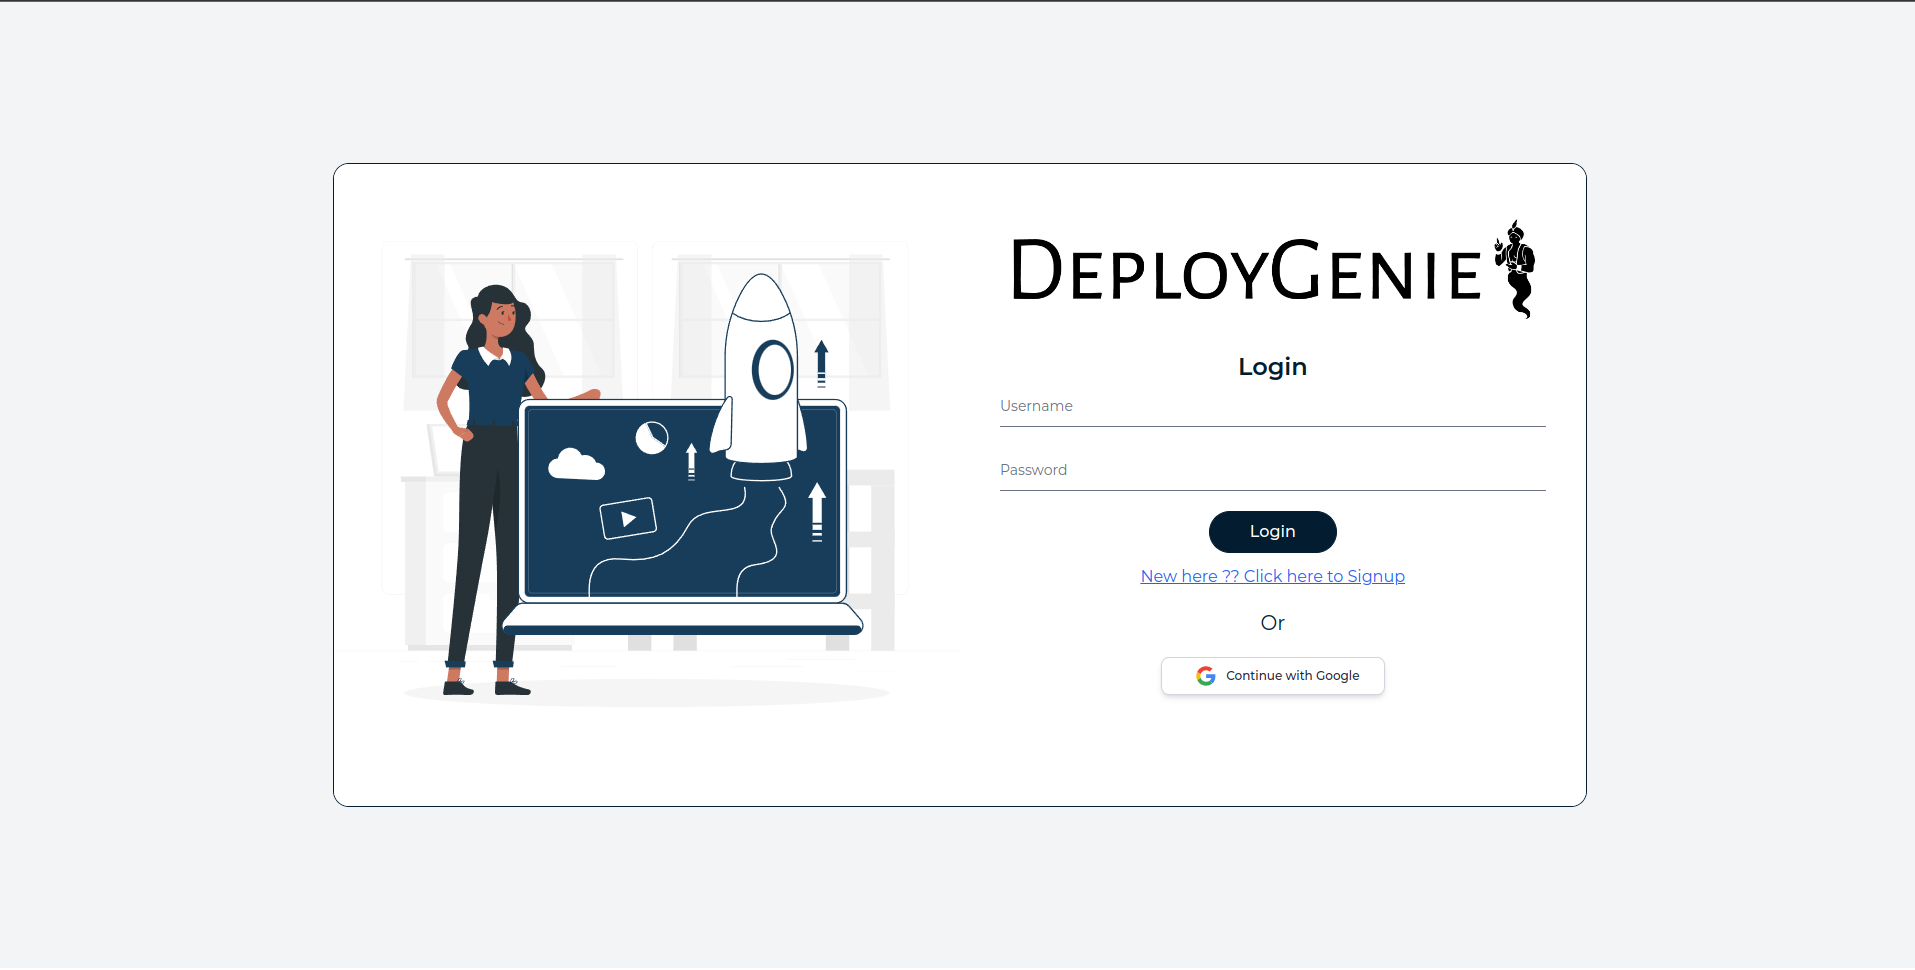 DeployGenie
Login
Username
Password
Login
New here ?? Click here to Signup
Or
Continue with Google